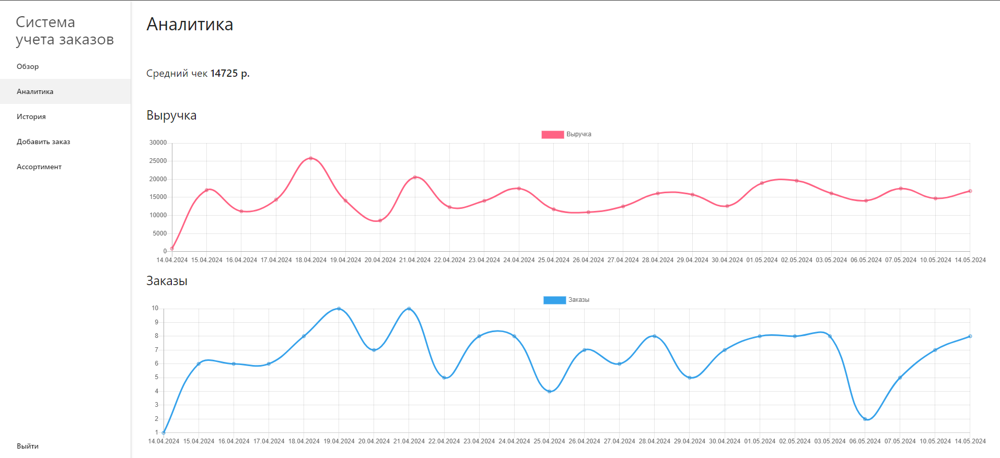 Система
учета заказов
Обзор
Аналитика
История
Добавить заказ
Ассортимент
Выйти
Аналитика
Средний чек 14725 р.
Выручка
Выручка
30000
25000
20000
15000
10000
5000
0
14.04.2024 15.04.2024 16.04.2024 17.04.2024 18.04.2024 19.04.2024 20.04.2024 21.04.2024 22.04.2024 23.04.2024 24.04.2024 25.04.2024 26.04.2024 27.04.2024 28.04.2024 29.04.2024 30.04.2024 01.05.2024 02.05.2024 03.05.2024 06.05.2024 07.05.2024 10.05.2024 14.05.2024
Заказы
Заказы
10
9
8
7
6
5
4
3
2
1
14.04.2024 15.04.2024 16.04.2024 17.04.2024 18.04.2024 19.04.2024 20.04.2024 21.04.2024 22.04.2024 23.04.2024 24.04.2024 25.04.2024 26.04.2024 27.04.2024 28.04.2024 29.04.2024 30.04.2024 01.05.2024 02.05.2024 03.05.2024 06.05.2024 07.05.2024 10.05.2024 14.05.2024